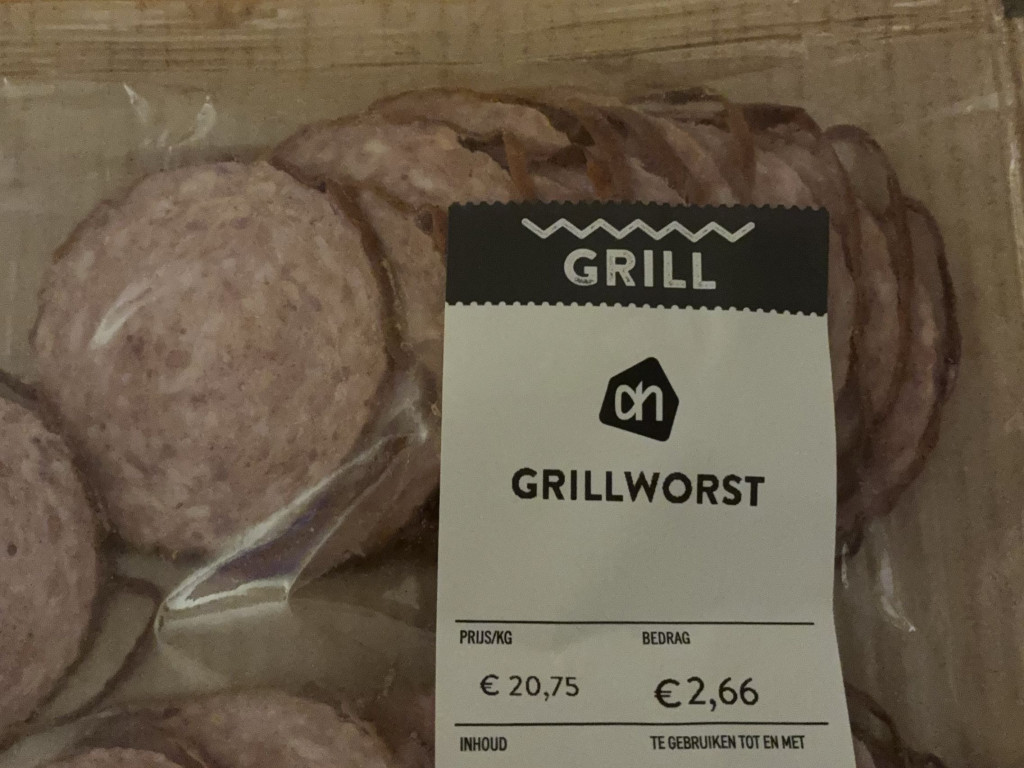 GRILL
ah
GRILLWORST
PRIJS/KG BEDRAG
€ 20,75 € 2,66
INHOUD TE GEBRUIKEN TOT EN MET